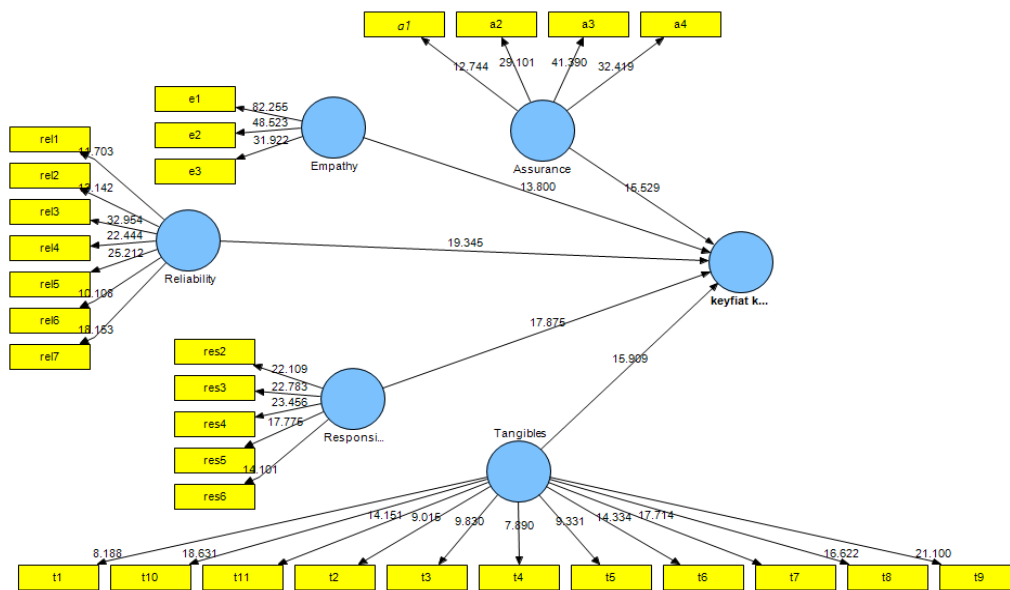 a1 a2 a3 a4
12.744 29.101 41.390 32.419
Assurance
e1
e2
e3
82.255
48.523
31.922
Empathy
13.800
15.529
rel1
rel2
rel3
rel4
rel5
rel6
rel7
11.703
32.954
22.444
25.212
Reliability
19.345
keyfiat k...
res2
res3
res4
res5
res6
22.109
22.783
23.456
17.775
14.101
Responsi...
17.875
15.909
Tangibles
8.188 18.631 14.151 9.015 9.830 7.890 9.331 14.334 17.714 16.622 21.100
t1 t10 t11 t2 t3 t4 t5 t6 t7 t8 t9